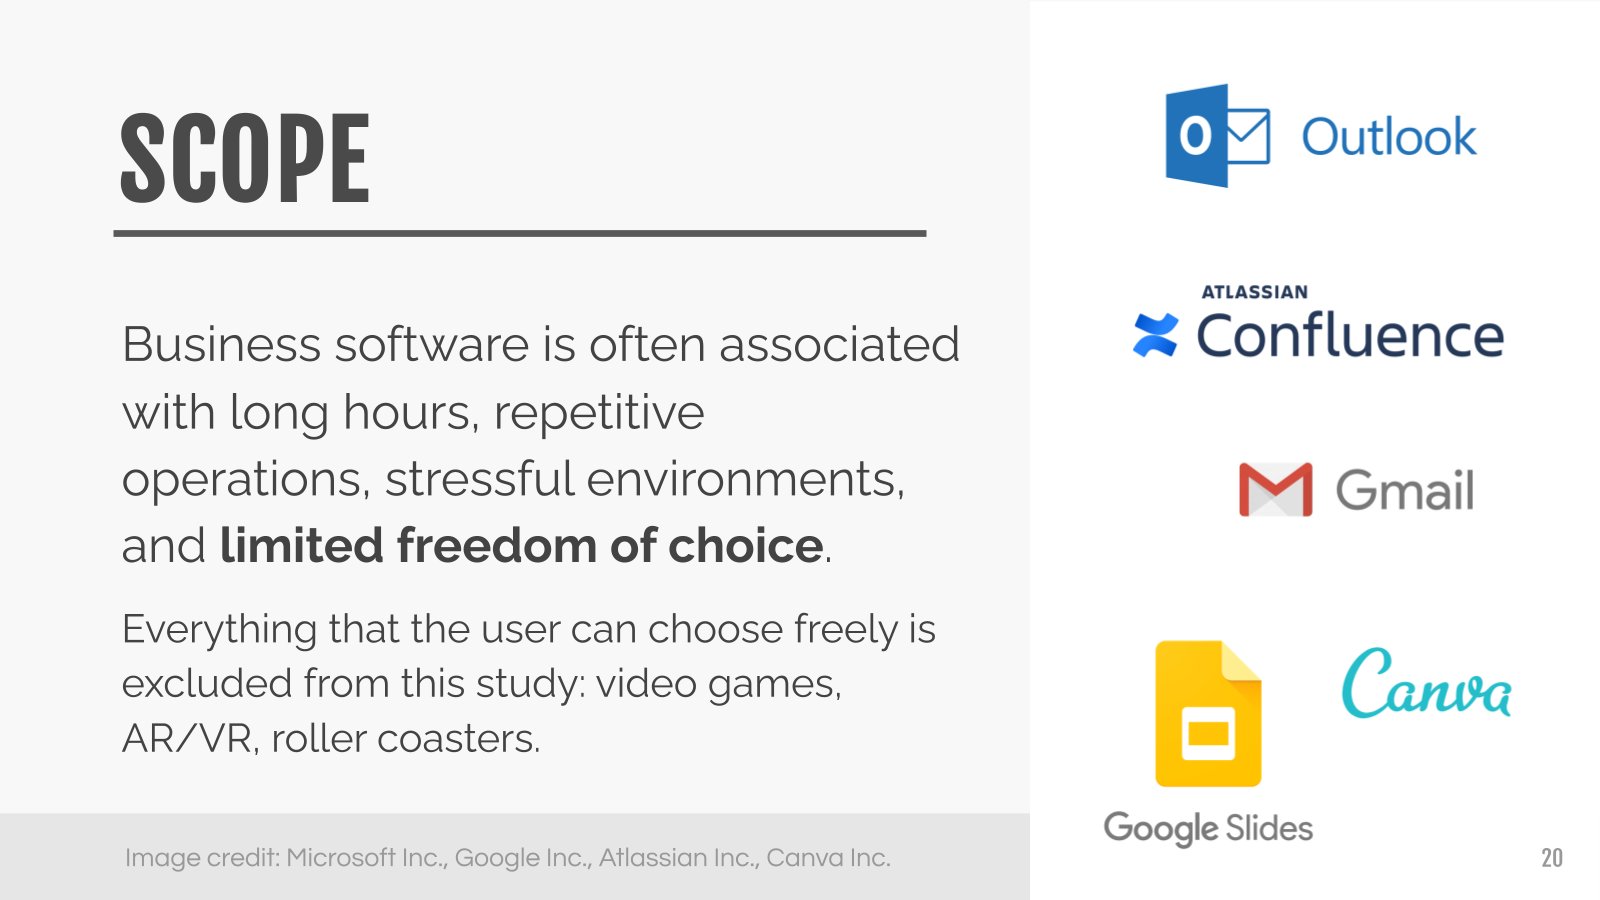 SCOPE
Business software is often associated
with long hours, repetitive
operations, stressful environments,
and limited freedom of choice.
Everything that the user can choose freely is
excluded from this study: video games,
AR/VR, roller coasters.
Image credit: Microsoft Inc., Google Inc., Atlassian Inc., Canva Inc.
O Outlook
ATLASSIAN
Confluence
Gmail
Canva
Google Slides
20